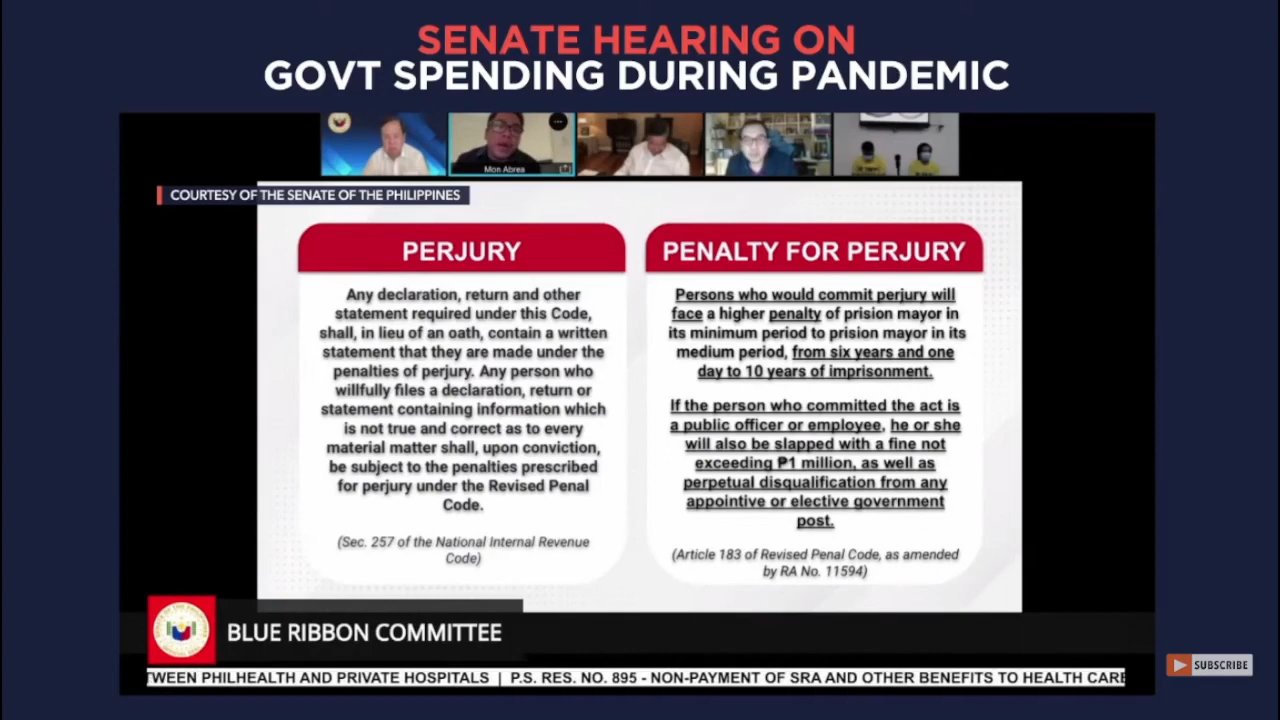 SENATE HEARING ON
GOVT SPENDING DURING PANDEMIC
Mon Abrea
COURTESY OF THE SENATE OF THE PHILIPPINES
PERJURY
Any declaration, return and other
statement required under this Code,
shall, in lieu of an oath, contain a written
statement that they are made under the
penalties of perjury. Any person who
willfully files a declaration, return or
statement containing information which
is not true and correct as to every
material matter shall, upon conviction,
be subject to the penalties prescribed
for perjury under the Revised Penal
Code.
(Sec. 257 of the National Internal Revenue
Code)
PENALTY FOR PERJURY
Persons who would commit perjury will
face a higher penalty of prision mayor in
its minimum period to prision mayor in its
medium period, from six years and one
day to 10 years of imprisonment.
If the person who committed the act is
a public officer or employee, he or she
will also be slapped with a fine not
exceeding ₱1 million, as well as
perpetual disqualification from any
appointive or elective government
post.
(Article 183 of Revised Penal Code, as amended
by RA No. 11594)
BLUE RIBBON COMMITTEE
SUBSCRIBE
TWEEN PHILHEALTH AND PRIVATE HOSPITALS | P.S. RES. NO. 895 - NON-PAYMENT OF SRA AND OTHER BENEFITS TO HEALTH CARE